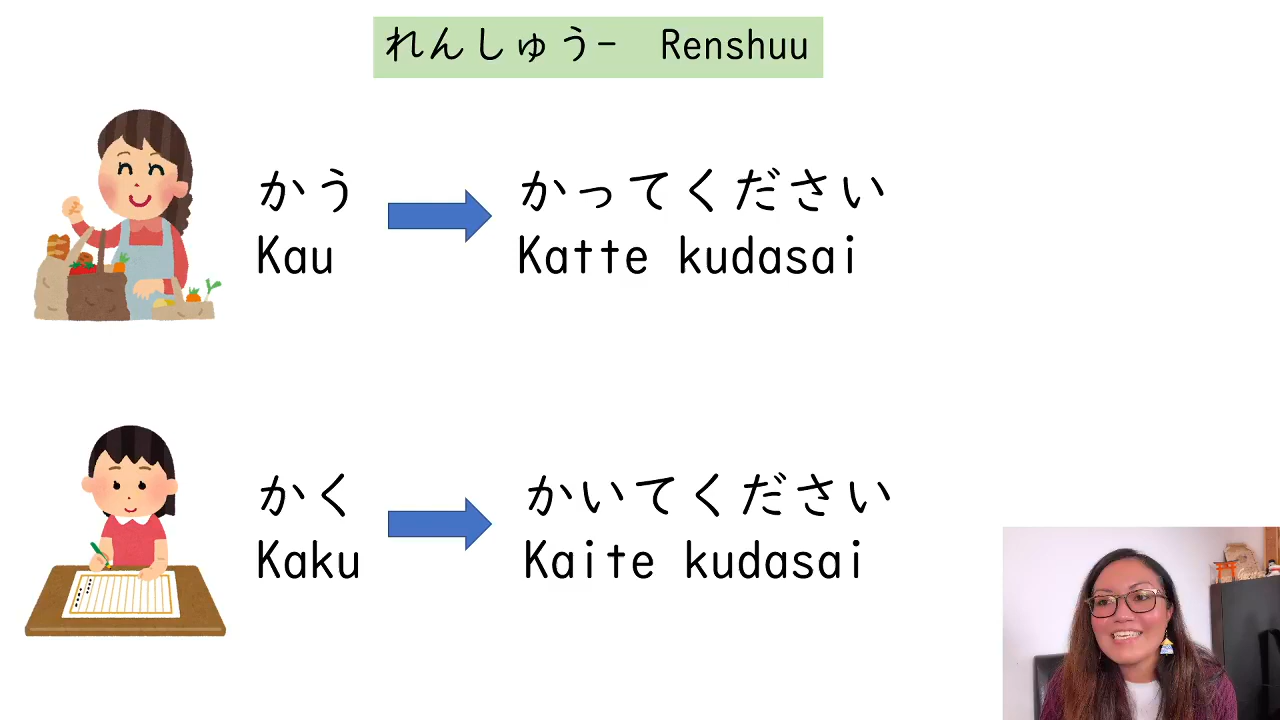 れんしゅう- Renshuu
かう
Kau
かってください
Katte kudasai
かく
Kaku
かいてください
Kaite kudasai